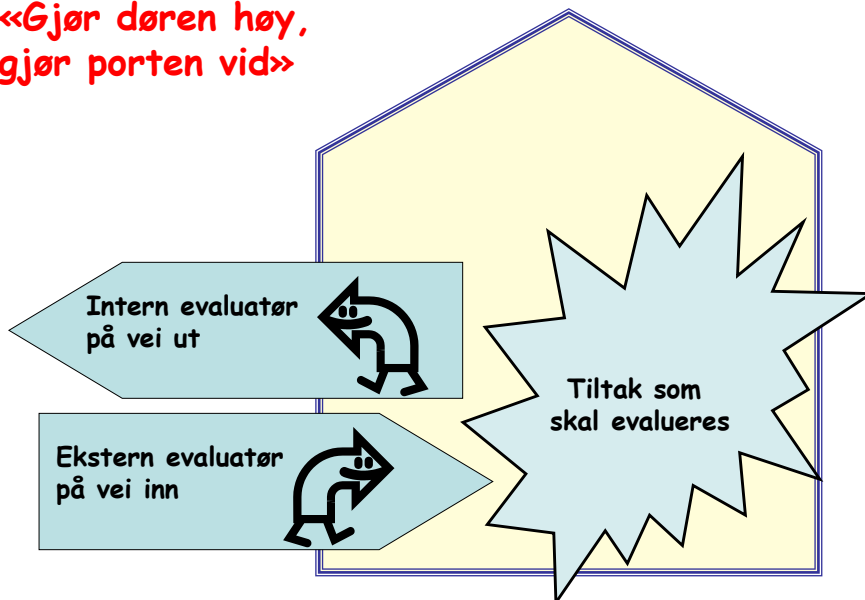 «Gjør døren høy,
gjør porten vid»
Intern evaluatør
på vei ut
Tiltak som
skal evalueres
Ekstern evaluatør
på vei inn